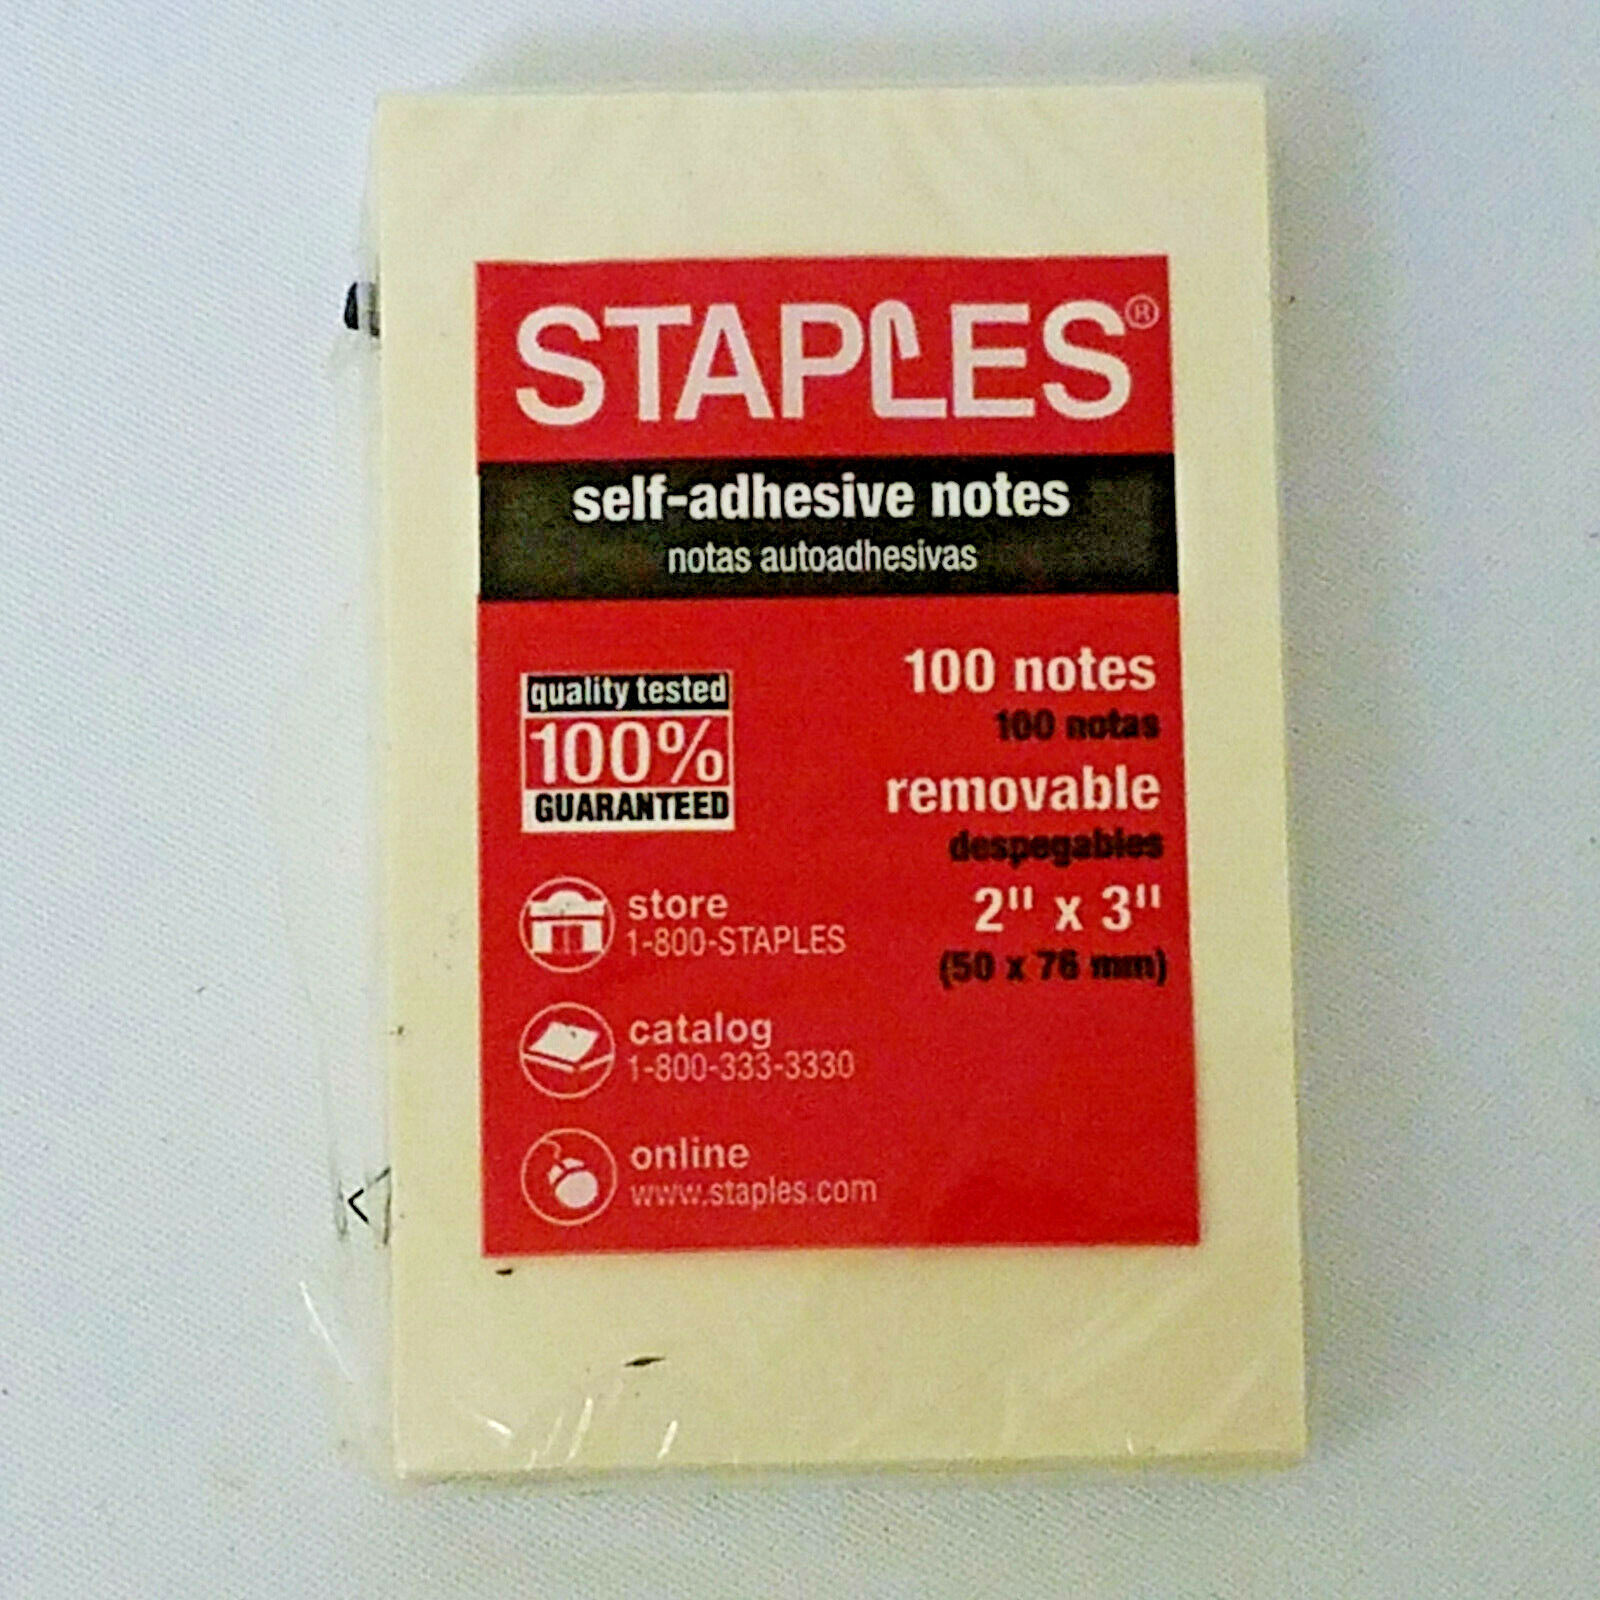 STAPLES®
self-adhesive notes
notas autoadhesivas
quality tested
100%
GUARANTEED
100 notes
100 notas
removable
despegables
2" x 3"
(50 x 76 mm)
store
1-800-STAPLES
catalog
1-800-333-3330
online
www.staples.com